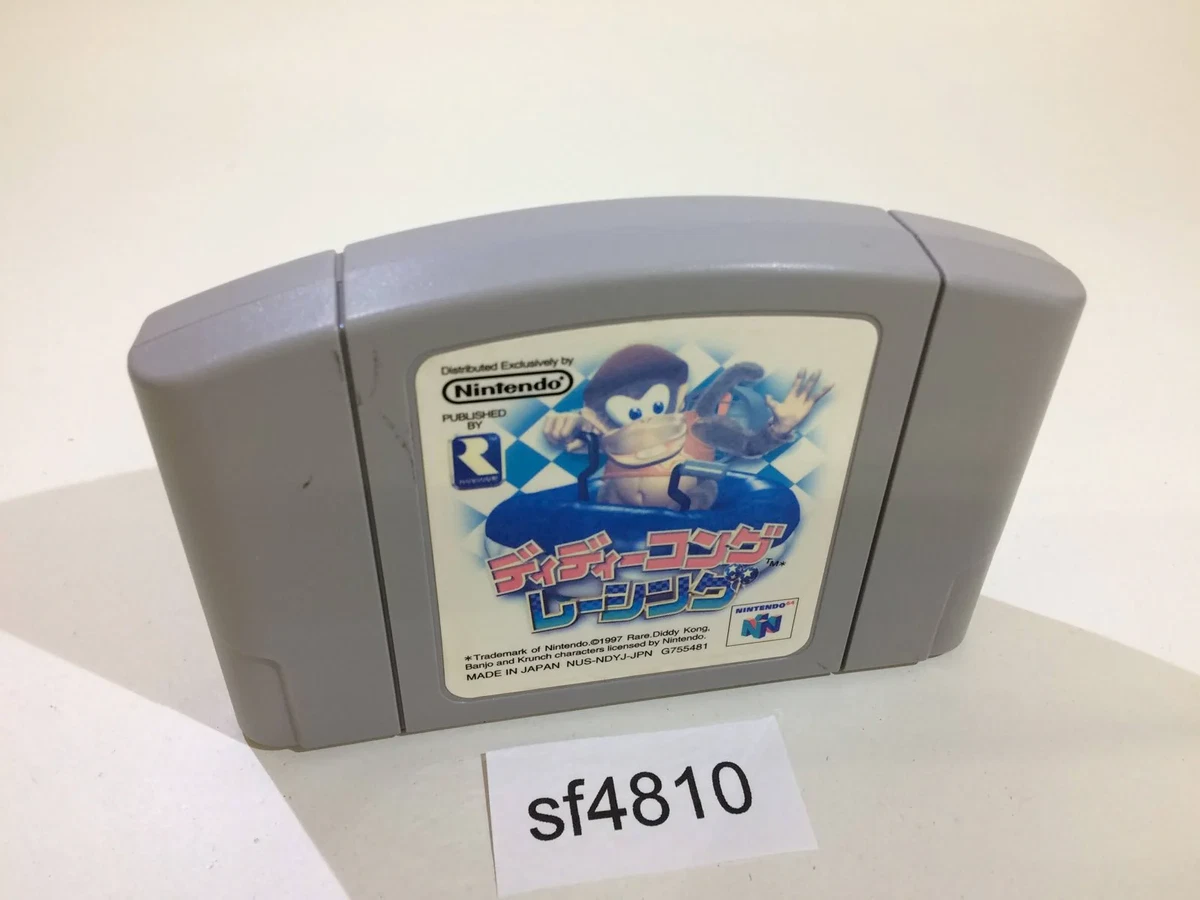 Distributed Exclusively by
Nintendo®
PUBLISHED
BY
R
RAREWARE
ディディーコング
レーシング
TM*
NINTENDO64
N
*Trademark of Nintendo.©1997 Rare.Diddy Kong,
Banjo and Krunch characters licensed by Nintendo.
MADE IN JAPAN NUS-NDYJ-JPN G755481
sf4810